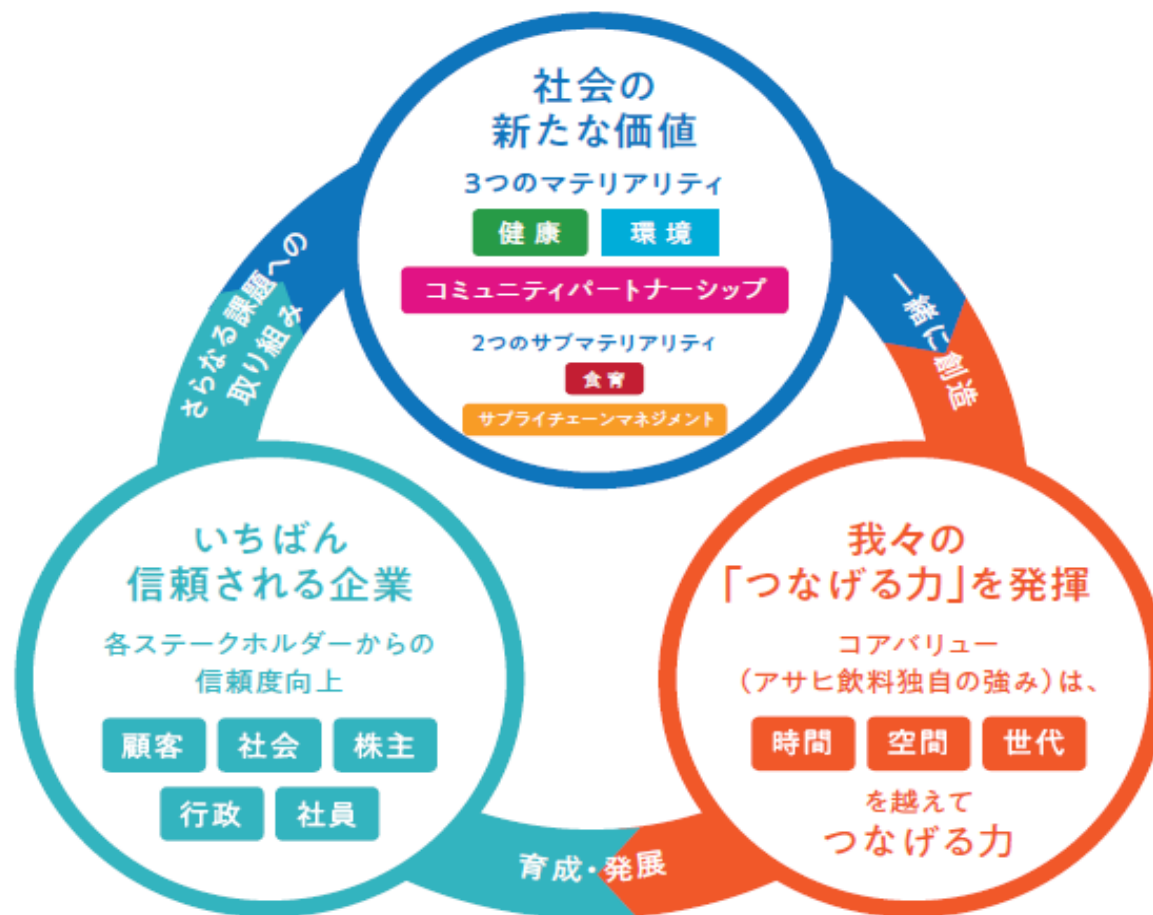 社会の
新たな価値
3つのマテリアリティ
健康 環境
コミュニティパートナーシップ
2つのサブマテリアリティ
食育
サプライチェーンマネジメント
一緒に創造
我々の
「つなげる力」を発揮
コアバリュー
(アサヒ飲料独自の強み)は、
時間 空間 世代
を越えて
つなげる力
育成・発展
いちばん
信頼される企業
各ステークホルダーからの
信頼度向上
顧客 社会 株主
行政 社員
さらなる課題への
取り組み